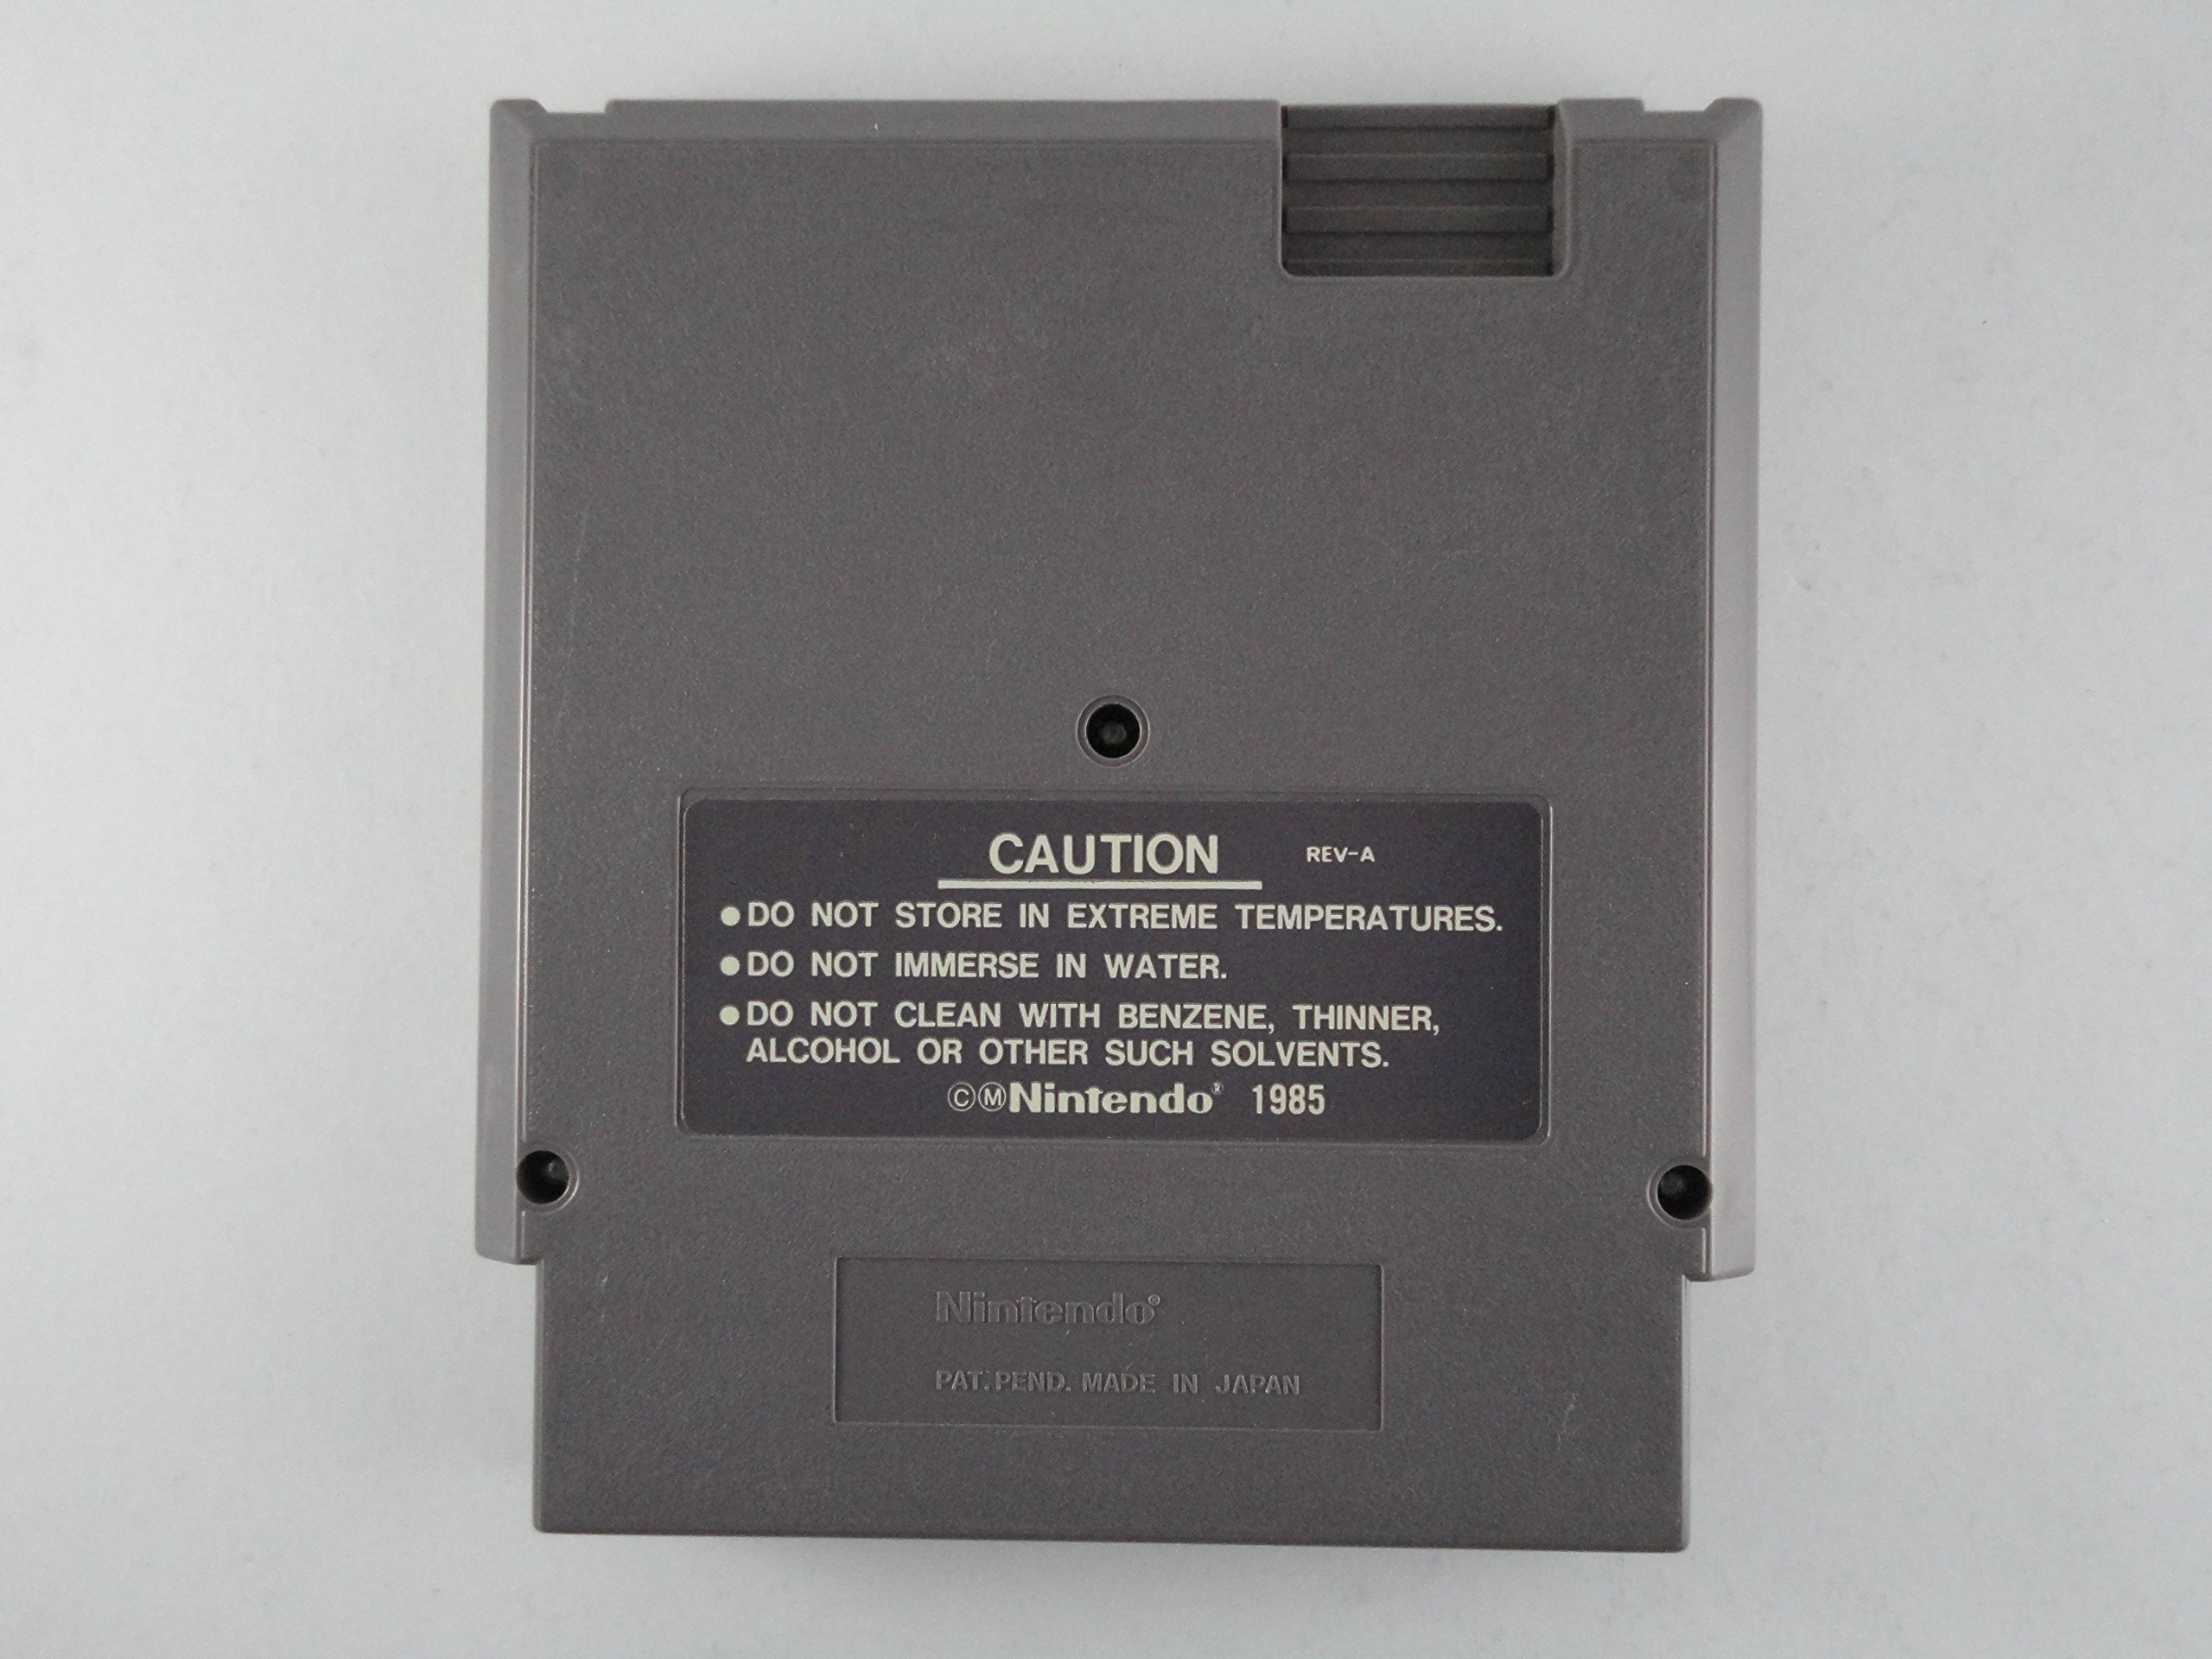 CAUTION REV-A
●DO NOT STORE IN EXTREME TEMPERATURES.
●DO NOT IMMERSE IN WATER.
●DO NOT CLEAN WITH BENZENE, THINNER,
ALCOHOL OR OTHER SUCH SOLVENTS.
©ⓂNintendo® 1985
Nintendo®
PAT. PEND. MADE IN JAPAN